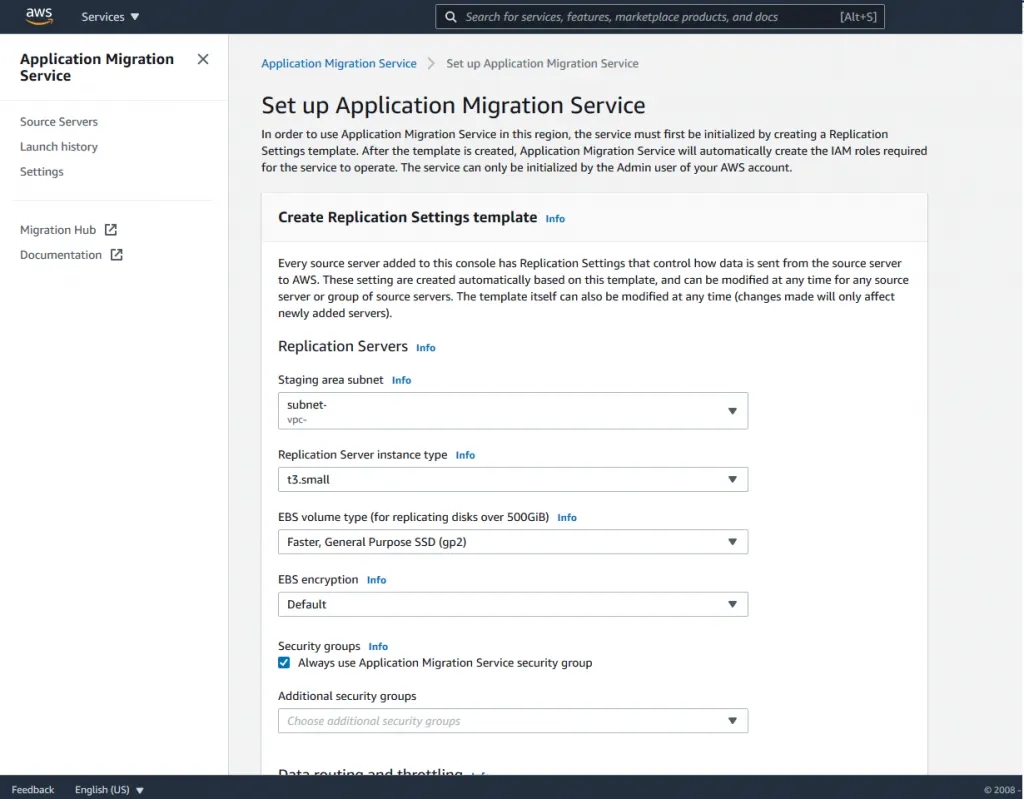 aws
Services
Search for services, features, marketplace products, and docs
[Alt+S]
Application Migration
Service
Source Servers
Launch history
Settings
Migration Hub
Documentation
Application Migration Service
Set up Application Migration Service
Set up Application Migration Service
In order to use Application Migration Service in this region, the service must first be initialized by creating a Replication
Settings template. After the template is created, Application Migration Service will automatically create the IAM roles required
for the service to operate. The service can only be initialized by the Admin user of your AWS account.
Create Replication Settings template Info
Every source server added to this console has Replication Settings that control how data is sent from the source server
to AWS. These setting are created automatically based on this template, and can be modified at any time for any source
server or group of source servers. The template itself can also be modified at any time (changes made will only affect
newly added servers).
Replication Servers Info
Staging area subnet Info
subnet-
vpc-
Replication Server instance type Info
t3.small
EBS volume type (for replicating disks over 500GiB) Info
Faster, General Purpose SSD (gp2)
EBS encryption Info
Default
Security groups Info
Always use Application Migration Service security group
Additional security groups
Choose additional security groups
Data routing and throttling Info
Feedback
English (US)
© 2008 -